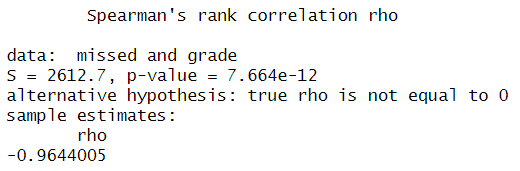 Spearman's rank correlation rho
data:  missed and grade
S = 2612.7, p-value = 7.664e-12
alternative hypothesis: true rho is not equal to 0
sample estimates:
rho
-0.9644005